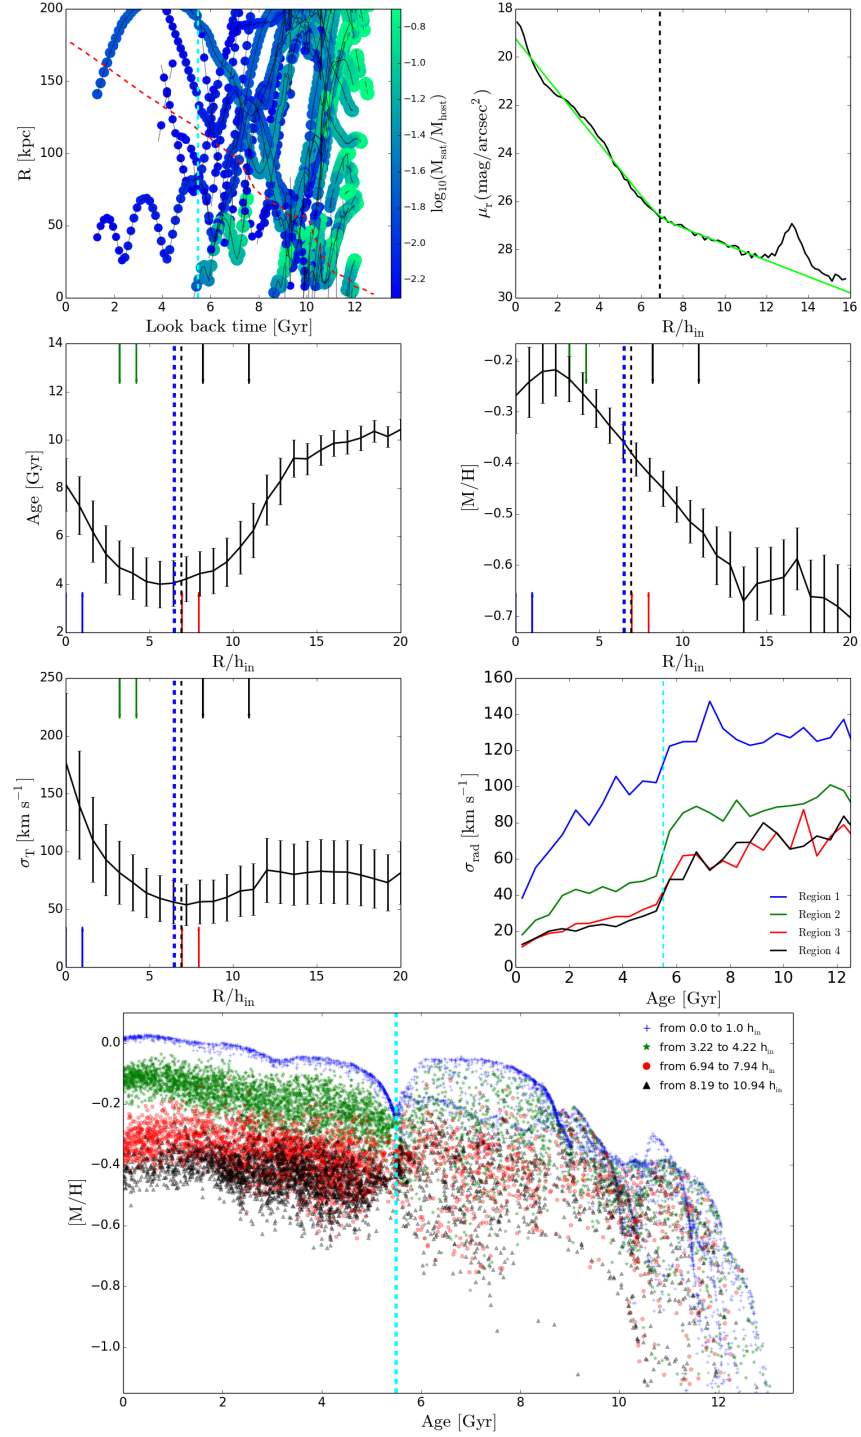 200
150
100
50
0
R [kpc]
0 2 4 6 8 10 12
Look back time [Gyr]
−0.8
−1.0
−1.2
−1.4
−1.6
−1.8
−2.0
−2.2
log10(Msat/Mhost)
18
20
22
24
26
28
30
μr(mag/arcsec2)
0 2 4 6 8 10 12 14 16
R/hin
14
12
10
8
6
4
2
Age [Gyr]
0 5 10 15 20
R/hin
−0.2
−0.3
−0.4
−0.5
−0.6
−0.7
[M/H]
0 5 10 15 20
R/hin
250
200
150
100
50
0
σT [km s−1]
0 5 10 15 20
R/hin
160
140
120
100
80
60
40
20
0
σrad [km s−1]
Region 1
Region 2
Region 3
Region 4
0 2 4 6 8 10 12
Age [Gyr]
0.0
−0.2
−0.4
−0.6
−0.8
−1.0
[M/H]
from 0.0 to 1.0 hin
from 3.22 to 4.22 hin
from 6.94 to 7.94 hin
from 8.19 to 10.94 hin
0 2 4 6 8 10 12
Age [Gyr]